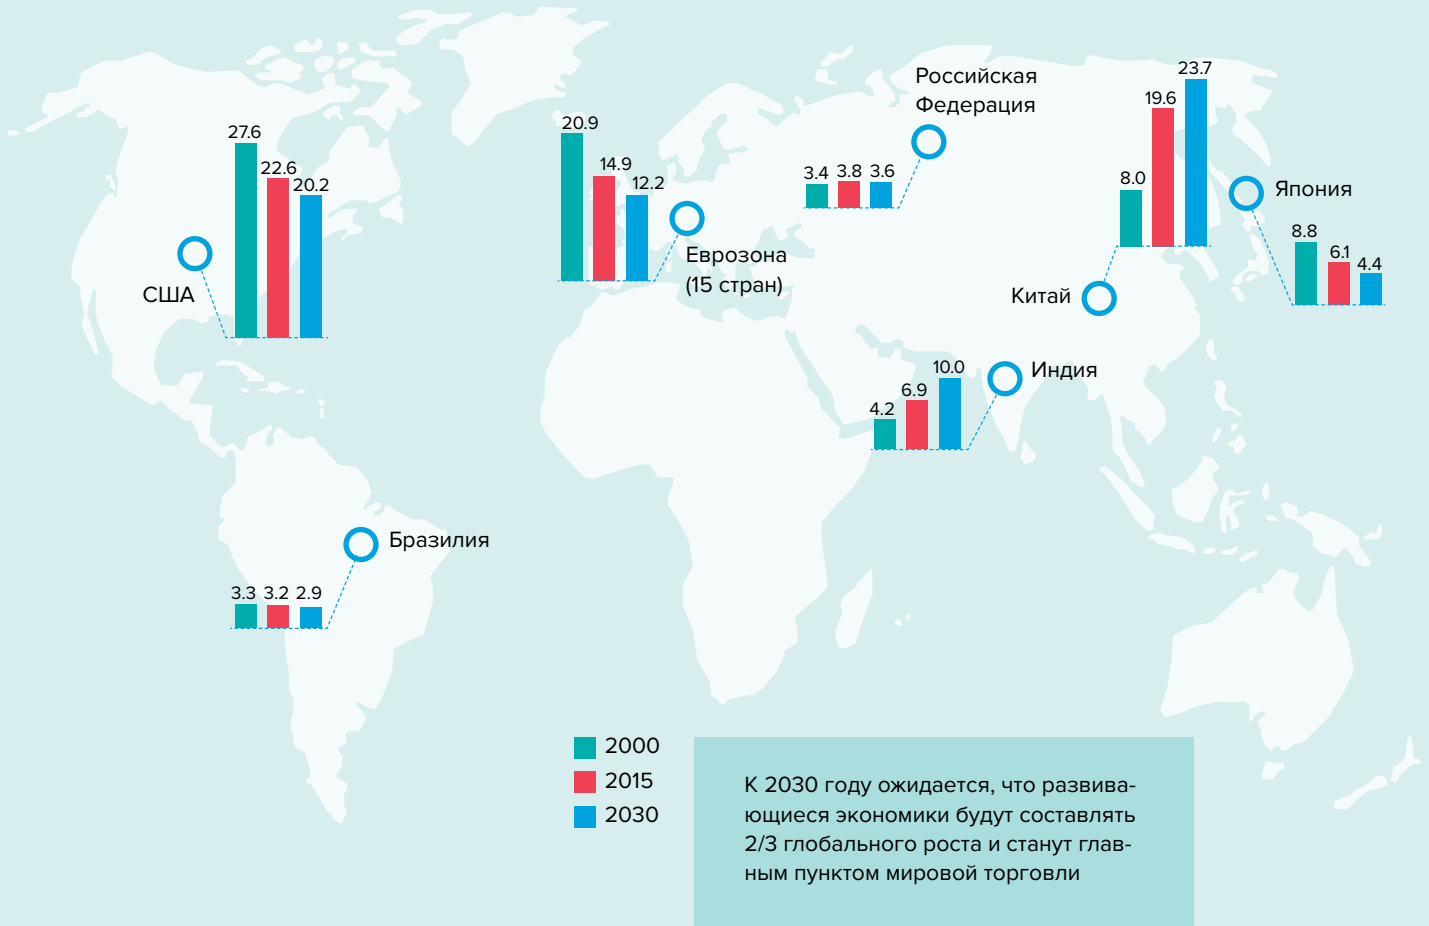 27.6
22.6
20.2
США
20.9
14.9
12.2
Еврозона
(15 стран)
Российская
Федерация
3.4 3.8 3.6
8.0
19.6
23.7
Китай
Япония
8.8
6.1
4.4
Индия
4.2
6.9
10.0
Бразилия
3.3 3.2 2.9
2000
2015
2030
К 2030 году ожидается, что развива-
ющиеся экономики будут составлять
2/3 глобального роста и станут глав-
ным пунктом мировой торговли